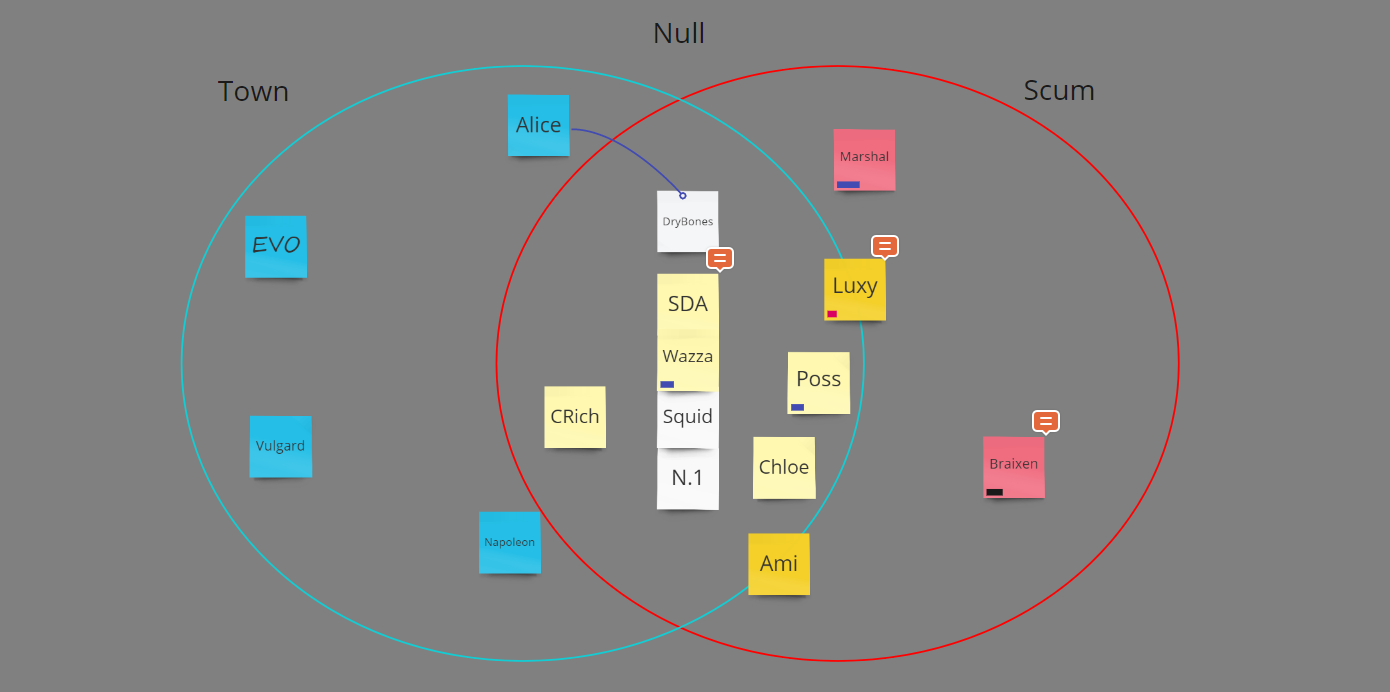 Null
Town
Scum
Alice
Marshal
DryBones
EVO
Luxy
SDA
Wazza
Poss
CRich
Squid
Vulgard
Chloe
Braixen
N.1
Napoleon
Ami